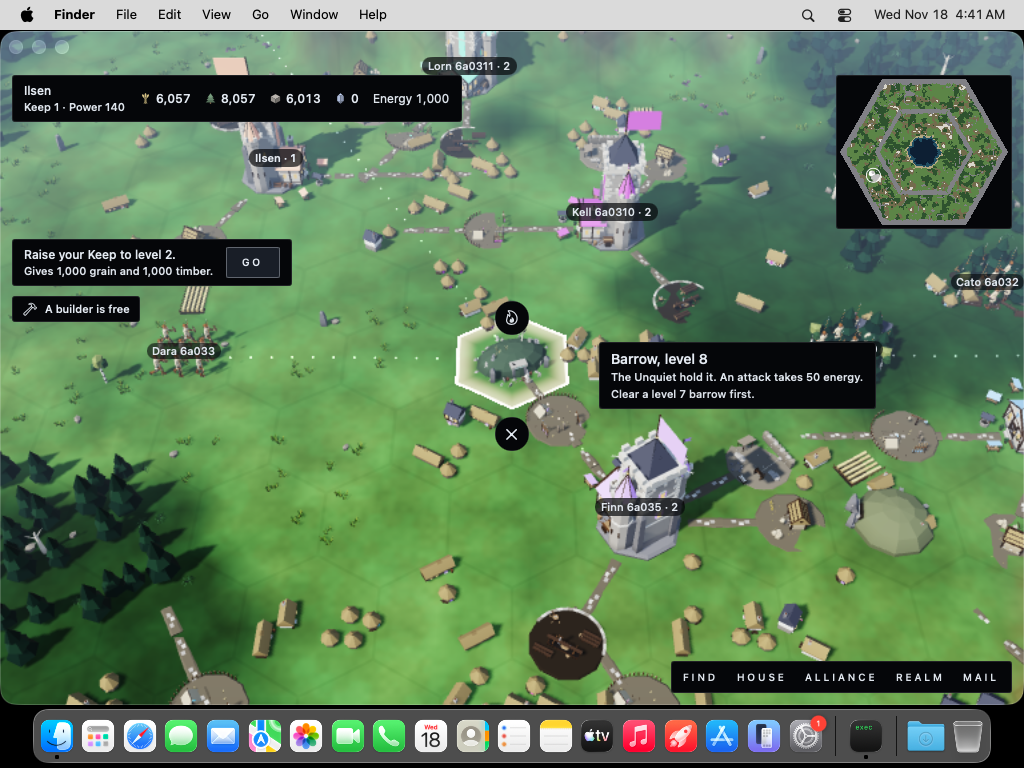 Finder File Edit View Go Window Help Wed Nov 18 4:41 AM
Lorn 6a0311 · 2
Ilsen
Keep 1 · Power 140
6,057 8,057 6,013 0 Energy 1,000
Ilsen · 1
Kell 6a0310 · 2
Raise your Keep to level 2.
Gives 1,000 grain and 1,000 timber.
GO
Cato 6a032
A builder is free
Dara 6a033
Barrow, level 8
The Unquiet hold it. An attack takes 50 energy.
Clear a level 7 barrow first.
Finn 6a035 · 2
FIND HOUSE ALLIANCE REALM MAIL
Wed
18
tv
1
exec